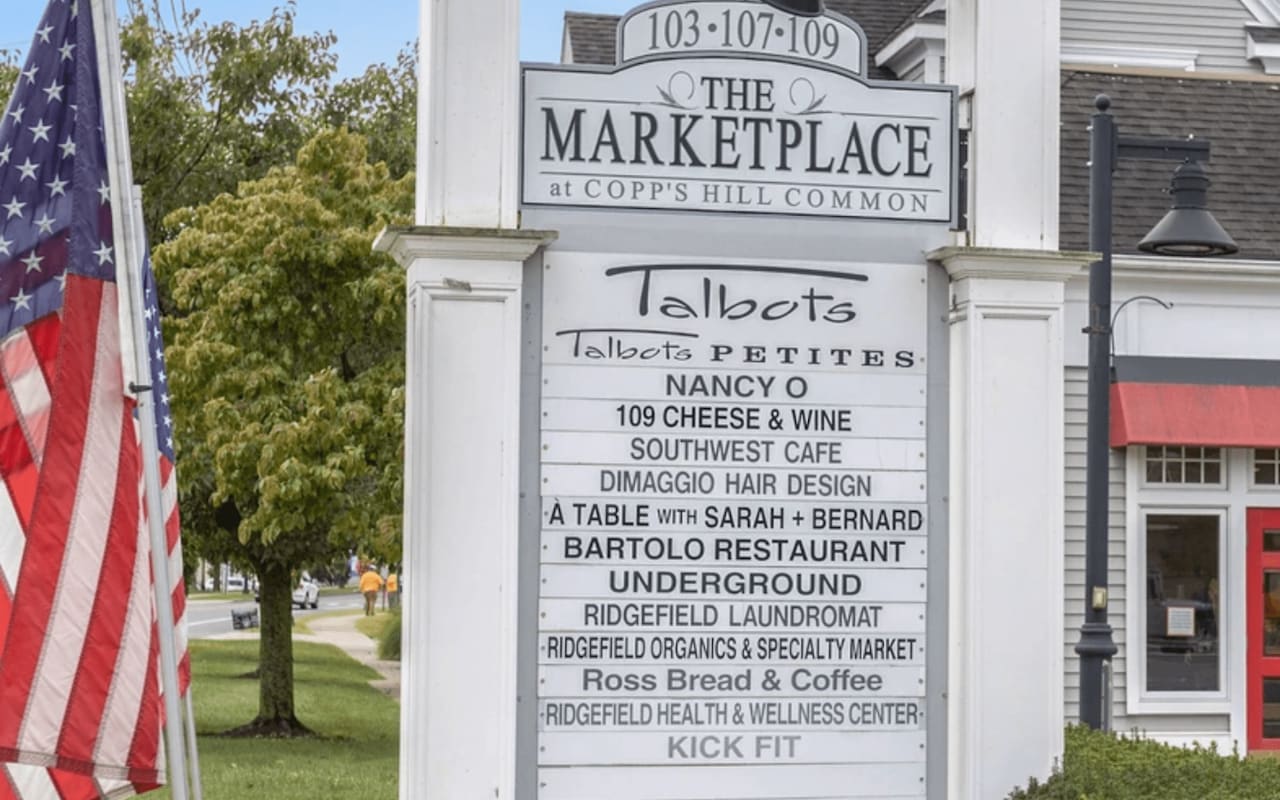 103•107•109
THE
MARKETPLACE
at COPP'S HILL COMMON
Talbots
Talbots PETITES
NANCY O
109 CHEESE & WINE
SOUTHWEST CAFE
DIMAGGIO HAIR DESIGN
À TABLE WITH SARAH + BERNARD
BARTOLO RESTAURANT
UNDERGROUND
RIDGEFIELD LAUNDROMAT
RIDGEFIELD ORGANICS & SPECIALTY MARKET
Ross Bread & Coffee
RIDGEFIELD HEALTH & WELLNESS CENTER
KICK FIT